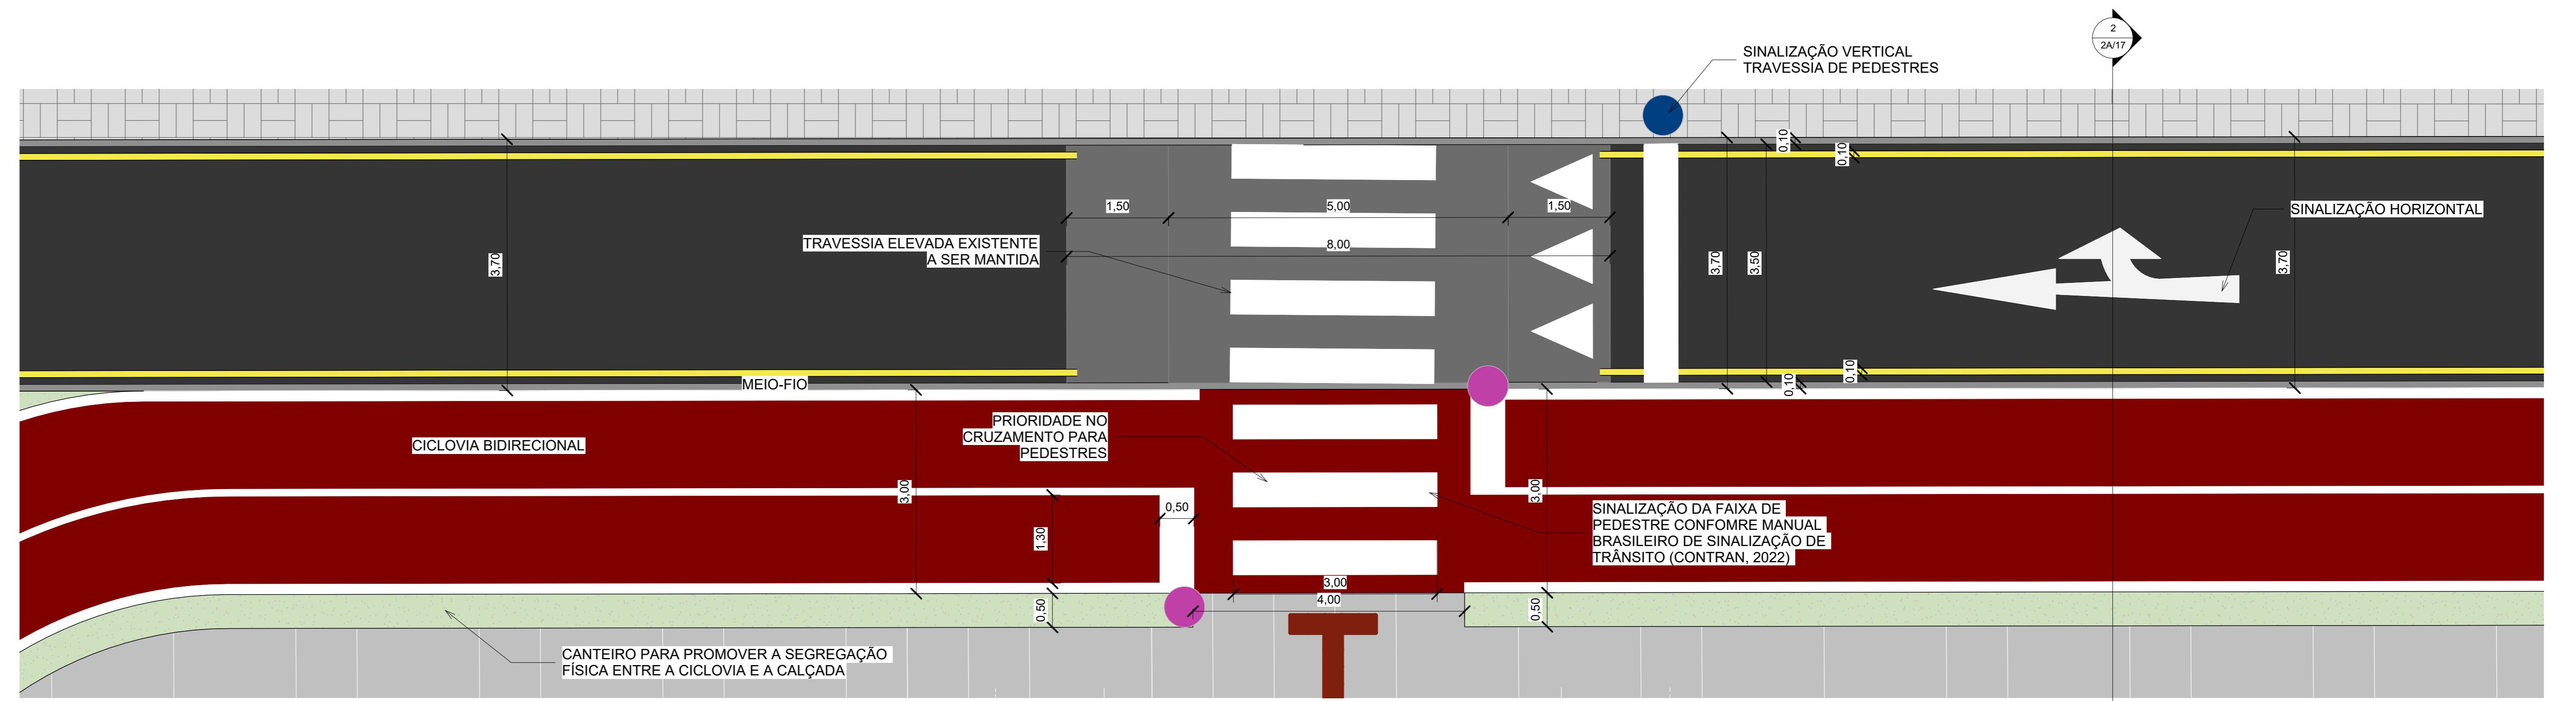 2
2A/17
SINALIZAÇÃO VERTICAL
TRAVESSIA DE PEDESTRES
0,10
0,10
1,50
5,00
1,50
SINALIZAÇÃO HORIZONTAL
TRAVESSIA ELEVADA EXISTENTE
A SER MANTIDA
8,00
3,70
3,70
3,50
3,70
MEIO-FIO
0,10
0,10
PRIORIDADE NO
CRUZAMENTO PARA
PEDESTRES
CICLOVIA BIDIRECIONAL
3,00
3,00
0,50
1,30
SINALIZAÇÃO DA FAIXA DE
PEDESTRE CONFOMRE MANUAL
BRASILEIRO DE SINALIZAÇÃO DE
TRÂNSITO (CONTRAN, 2022)
3,00
4,00
0,50
0,50
CANTEIRO PARA PROMOVER A SEGREGAÇÃO
FÍSICA ENTRE A CICLOVIA E A CALÇADA